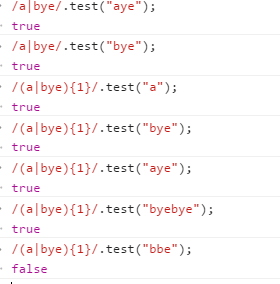 /a|bye/.test("aye");
true
/a|bye/.test("bye");
true
/(a|bye){1}/.test("a");
true
/(a|bye){1}/.test("bye");
true
/(a|bye){1}/.test("aye");
true
/(a|bye){1}/.test("byebye");
true
/(a|bye){1}/.test("bbe");
false